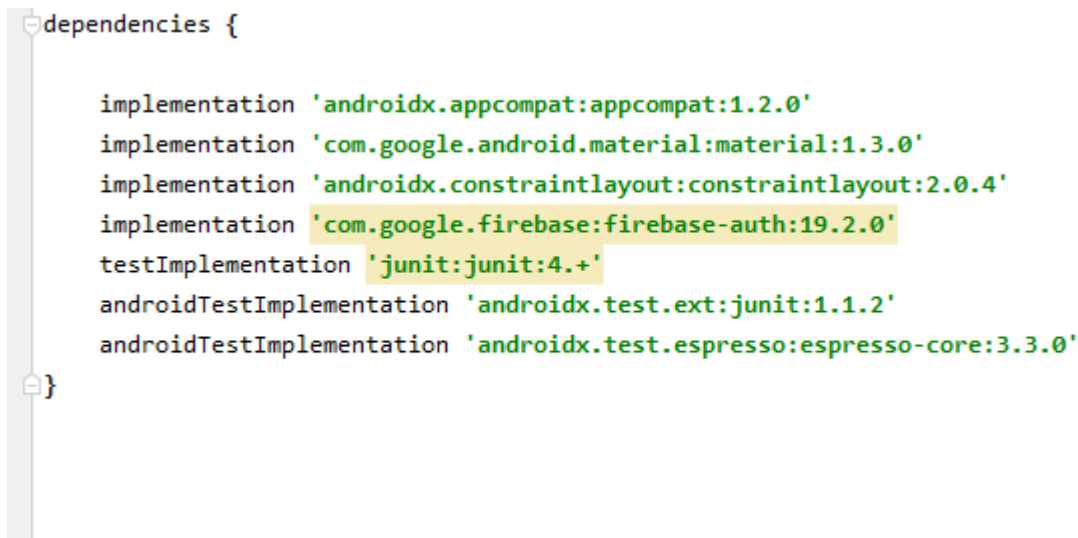 dependencies {
implementation 'androidx.appcompat:appcompat:1.2.0'
implementation 'com.google.android.material:material:1.3.0'
implementation 'androidx.constraintlayout:constraintlayout:2.0.4'
implementation 'com.google.firebase:firebase-auth:19.2.0'
testImplementation 'junit:junit:4.+'
androidTestImplementation 'androidx.test.ext:junit:1.1.2'
androidTestImplementation 'androidx.test.espresso:espresso-core:3.3.0'
}